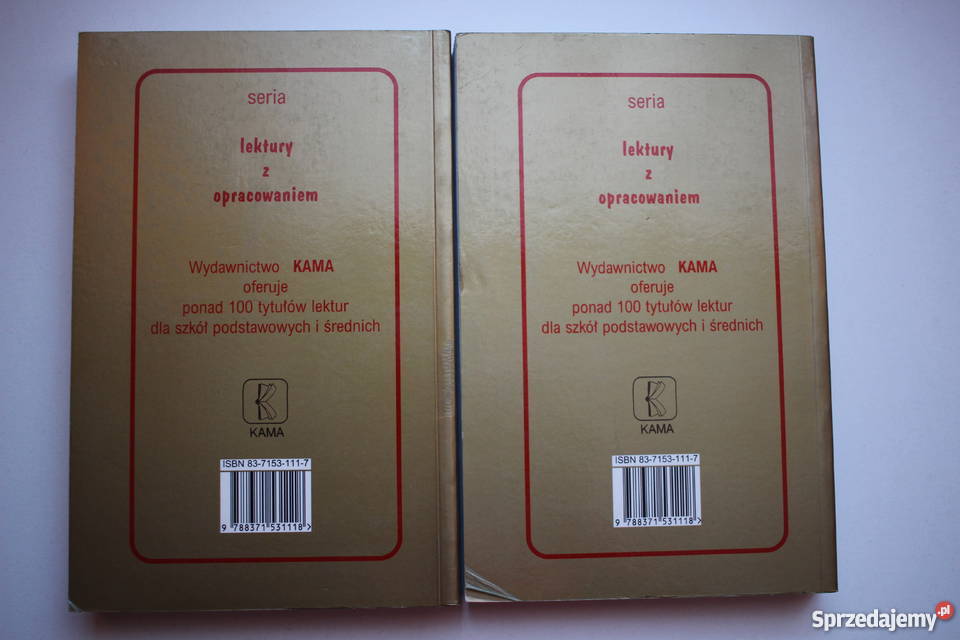 seria
lektury
z
opracowaniem
Wydawnictwo KAMA
oferuje
ponad 100 tytułów lektur
dla szkół podstawowych i średnich
KAMA
ISBN 83-7153-111-7
9 788371 531118 >
seria
lektury
z
opracowaniem
Wydawnictwo KAMA
oferuje
ponad 100 tytułów lektur
dla szkół podstawowych i średnich
KAMA
ISBN 83-7153-111-7
9 788371 531118 >
Sprzedajemy.pl